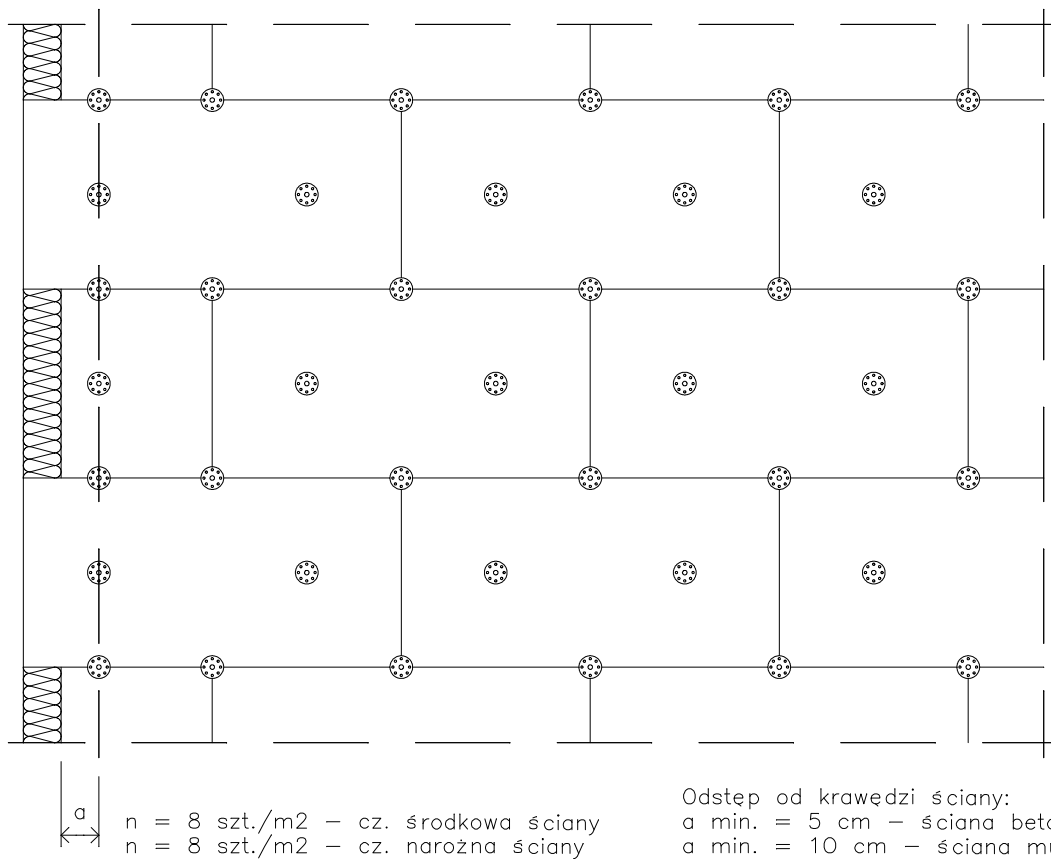 a
n = 8 szt./m2 – cz. środkowa ściany
n = 8 szt./m2 – cz. narożna ściany
Odstęp od krawędzi ściany:
a min. = 5 cm – ściana
a min. = 10 cm – ściana